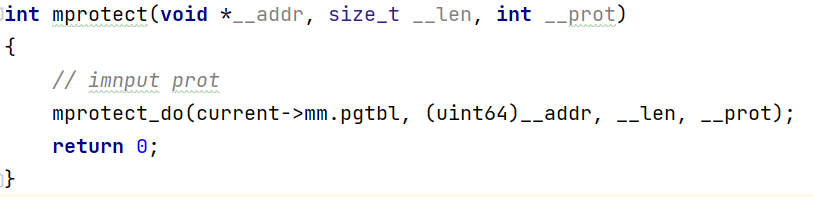 int mprotect(void *__addr, size_t __len, int __prot)
{
    // imnput prot
    mprotect_do(current->mm.pgtbl, (uint64)__addr, __len, __prot);
    return 0;
}